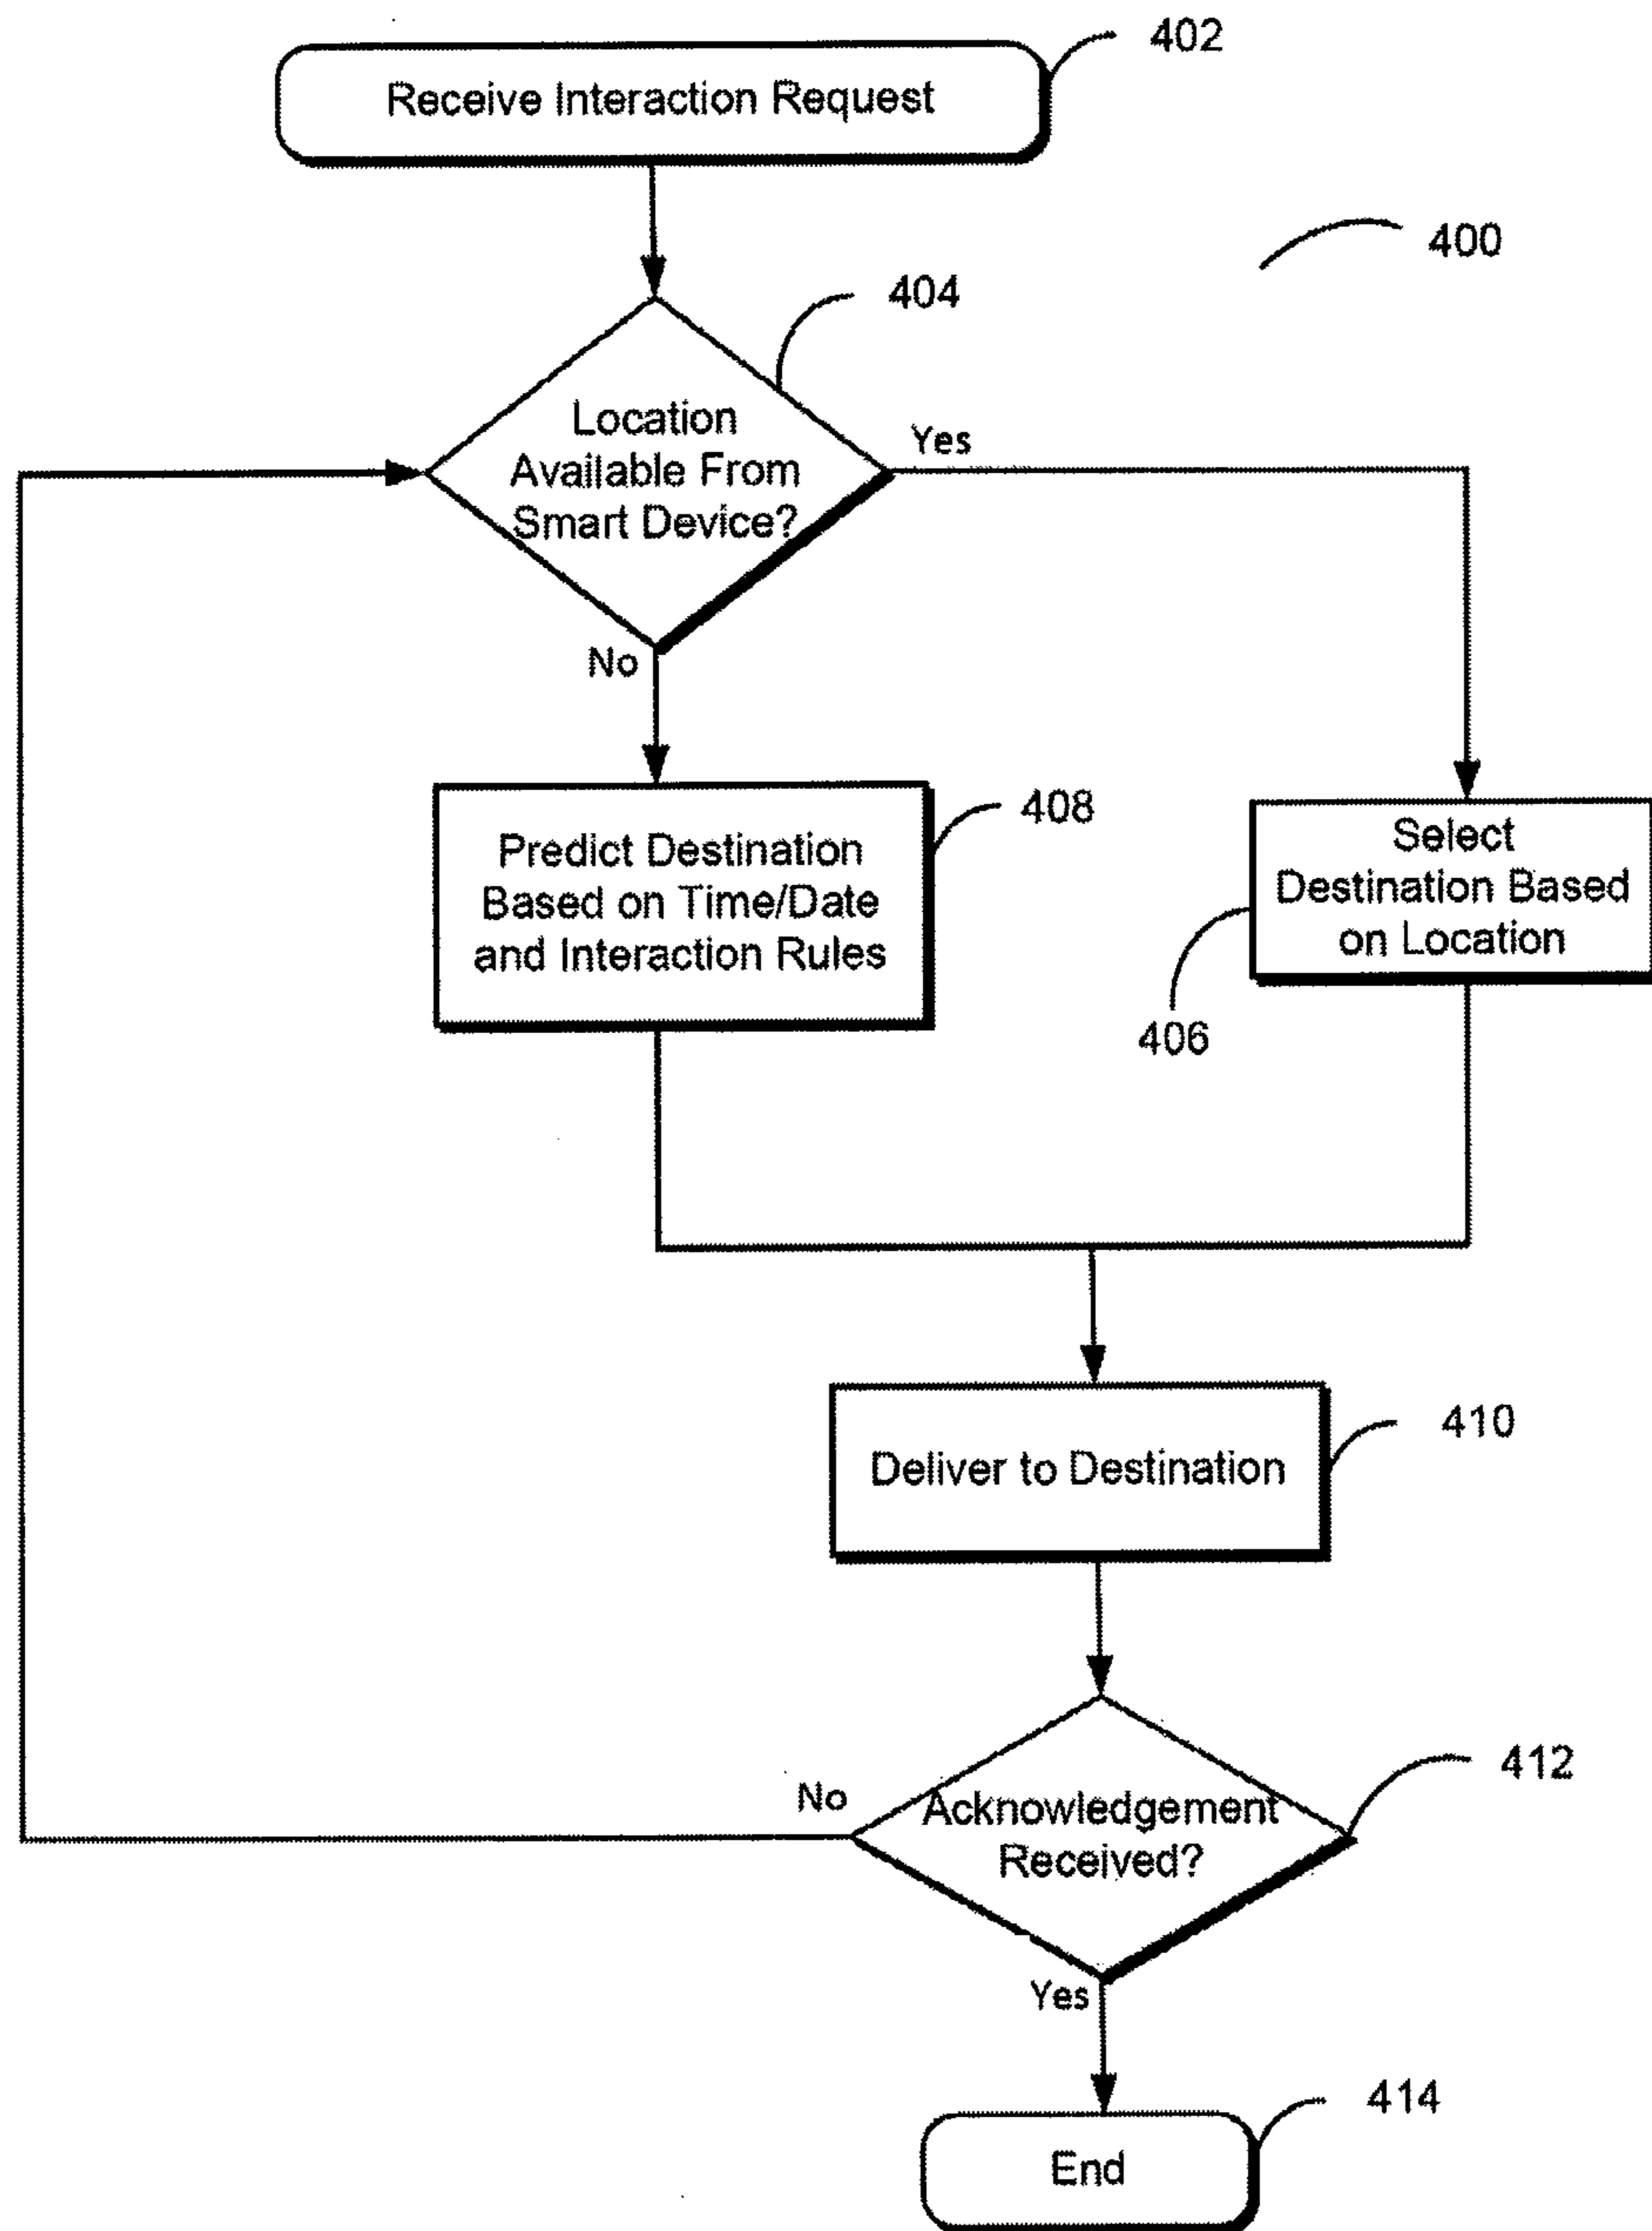 402
Receive Interaction Request
400
404
Location
Available From
Smart Device?
Yes
No
408
Predict Destination
Based on Time/Date
and Interaction Rules
Select
Destination Based
on Location
406
410
Deliver to Destination
412
No
Acknowledgement
Received?
Yes
414
End